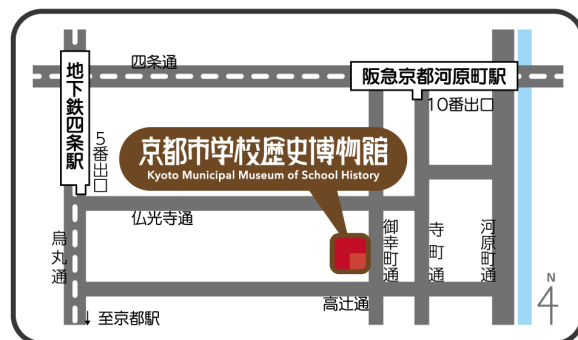 四条通
阪急京都河原町駅
地下鉄四条駅
10番出口
5番出口
京都市学校歴史博物館
Kyoto Municipal Museum of School History
仏光寺通
烏丸通
御幸町通
寺町通
河原町通
N
高辻通
↓ 至京都駅